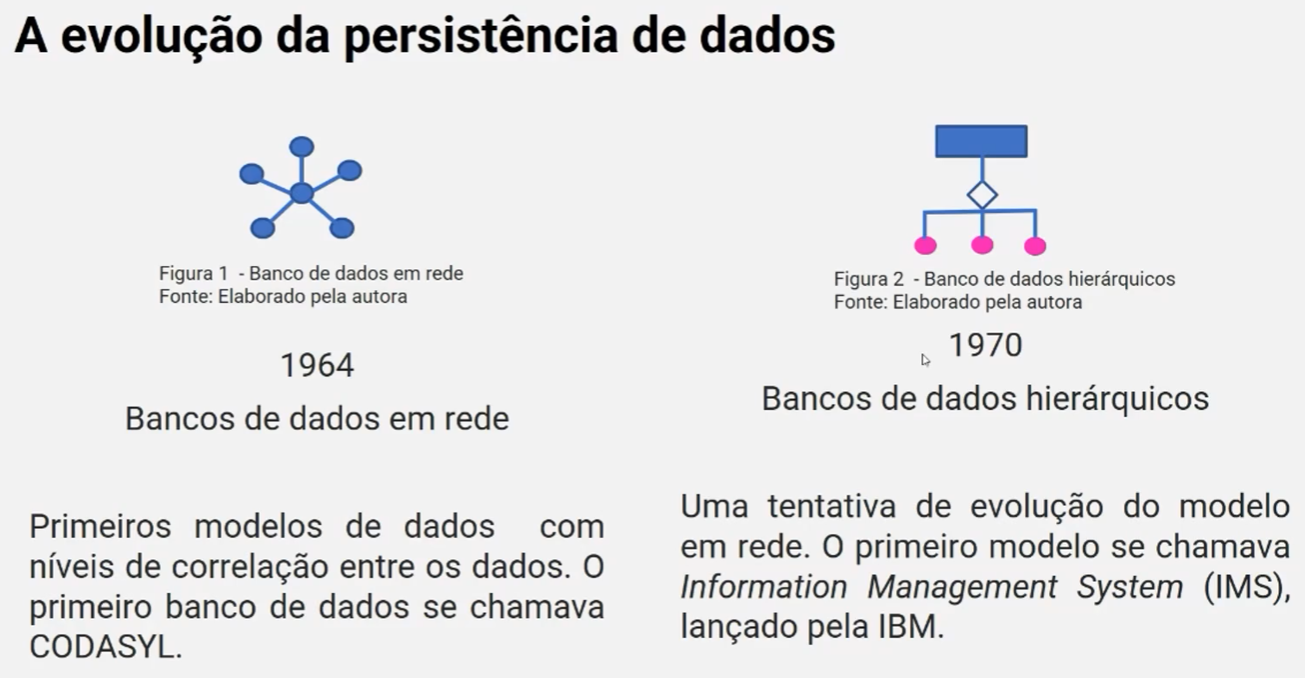 A evolução da persistência de dados
Figura 1 - Banco de dados em rede
Fonte: Elaborado pela autora
1964
Bancos de dados em rede
Primeiros modelos de dados com
níveis de correlação entre os dados. O
primeiro banco de dados se chamava
CODASYL.
Figura 2 - Banco de dados hierárquicos
Fonte: Elaborado pela autora
1970
Bancos de dados hierárquicos
Uma tentativa de evolução do modelo
em rede. O primeiro modelo se chamava
Information Management System (IMS),
lançado pela IBM.